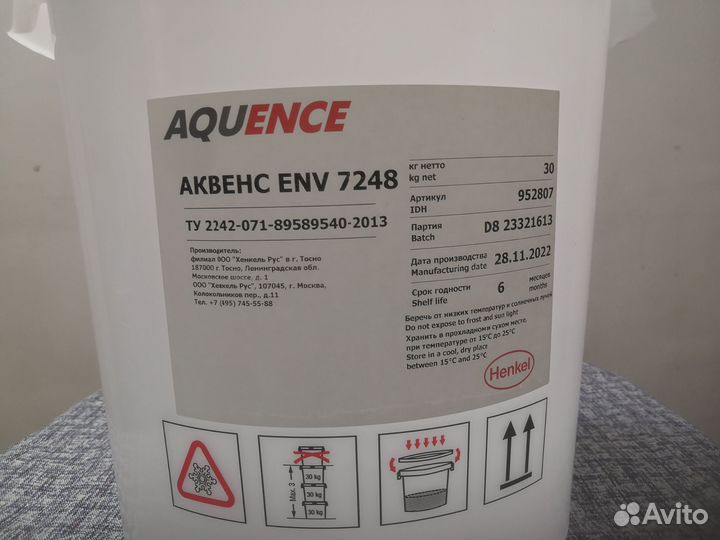 AQUENCE
АКВЕНС ENV 7248
ТУ 2242-071-89589540-2013
Производитель:
филиал ООО "Хенкель Рус" в г. Тосно
187000 г. Тосно, Ленинградская обл.
Московское шоссе, д. 1
ООО "Хенкель Рус", 107045, г. Москва,
Колокольников пер., д.11
Тел. +7 (495) 745-55-88
кг нетто 30
kg net
Артикул 952807
IDH
Партия D8 23321613
Batch
Дата производства 28.11.2022
Manufacturing date
Срок годности 6 месяцев
Shelf life months
Беречь от низких температур и солнечных лучей
Do not expose to frost and sun light
Хранить в прохладном и сухом месте,
при температуре от 15°C до 25°C
Store in a cool, dry place
between 15°C and 25°C
Henkel
Max. 3
30 kg
30 kg
30 kg
Avito